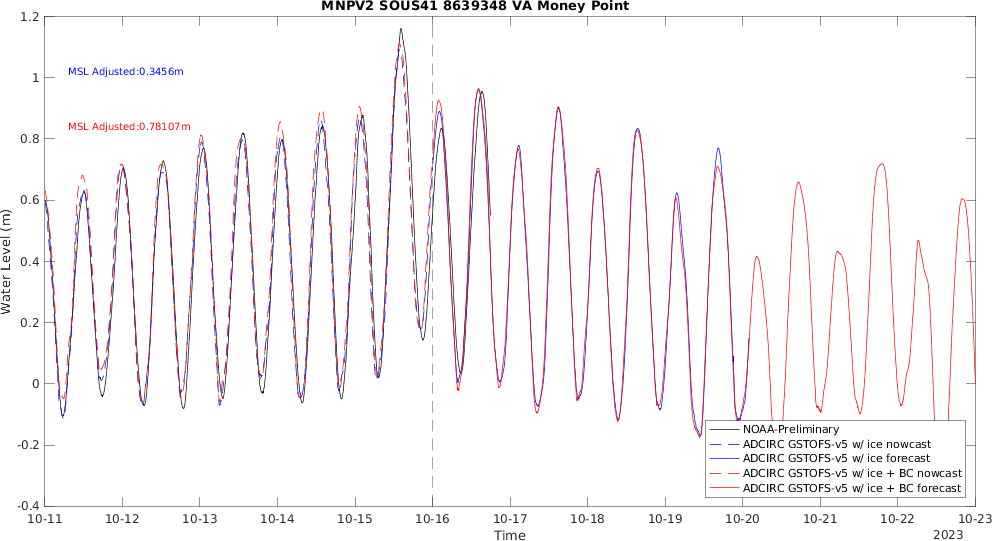 MNPV2 SOUS41 8639348 VA Money Point
1.2
1
0.8
0.6
0.4
0.2
0
-0.2
-0.4
Water Level (m)
MSL Adjusted:0.3456m
MSL Adjusted:0.78107m
NOAA-Preliminary
ADCIRC GSTOFS-v5 w/ ice nowcast
ADCIRC GSTOFS-v5 w/ ice forecast
ADCIRC GSTOFS-v5 w/ ice + BC nowcast
ADCIRC GSTOFS-v5 w/ ice + BC forecast
10-11 10-12 10-13 10-14 10-15 10-16 10-17 10-18 10-19 10-20 10-21 10-22 10-23
Time
2023